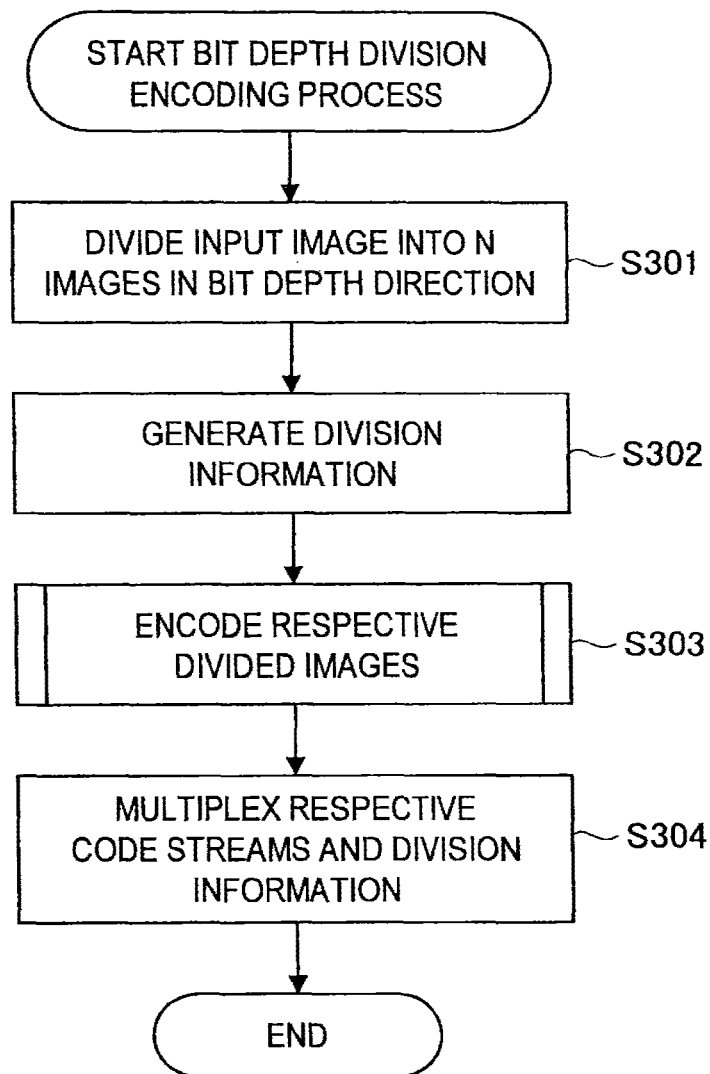 START BIT DEPTH DIVISION
ENCODING PROCESS
DIVIDE INPUT IMAGE INTO N
IMAGES IN BIT DEPTH DIRECTION
S301
GENERATE DIVISION
INFORMATION
S302
ENCODE RESPECTIVE
DIVIDED IMAGES
S303
MULTIPLEX RESPECTIVE
CODE STREAMS AND DIVISION
INFORMATION
S304
END